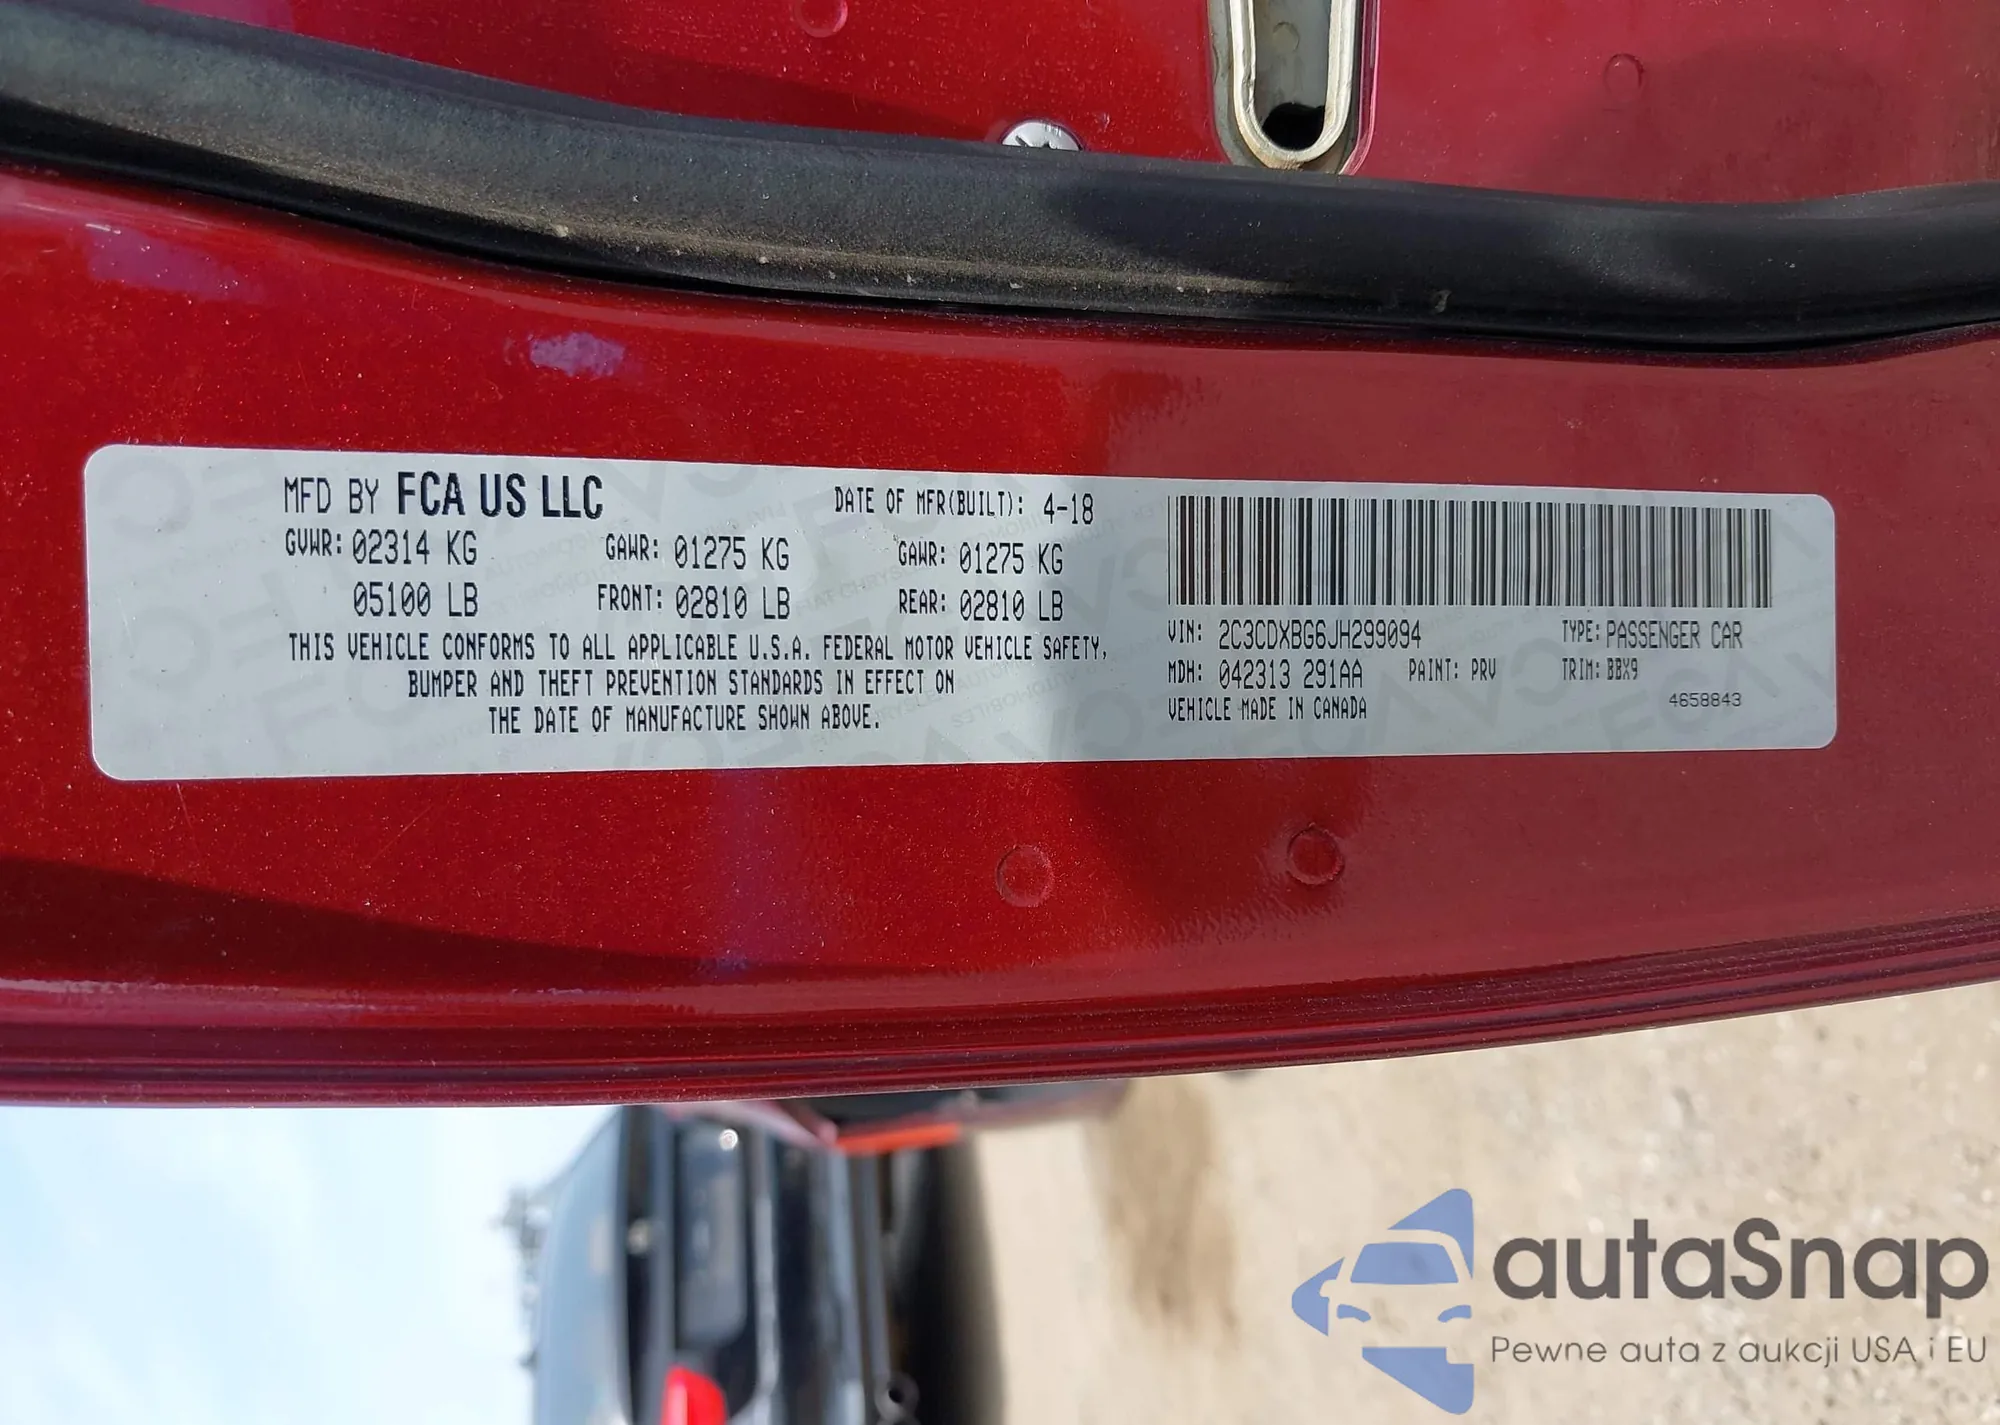 MFD BY FCA US LLC
DATE OF MFR(BUILT): 4-18
GVWR: 02314 KG GAWR: 01275 KG GAWR: 01275 KG
05100 LB FRONT: 02810 LB REAR: 02810 LB
THIS VEHICLE CONFORMS TO ALL APPLICABLE U.S.A. FEDERAL MOTOR VEHICLE SAFETY,
BUMPER AND THEFT PREVENTION STANDARDS IN EFFECT ON
THE DATE OF MANUFACTURE SHOWN ABOVE.
VIN: 2C3CDXBG6JH299094 TYPE: PASSENGER CAR
MDH: 042313 291AA PAINT: PRV TRIM: BBX9
VEHICLE MADE IN CANADA 4658843
autaSnap
Pewne auta z aukcji USA i EU